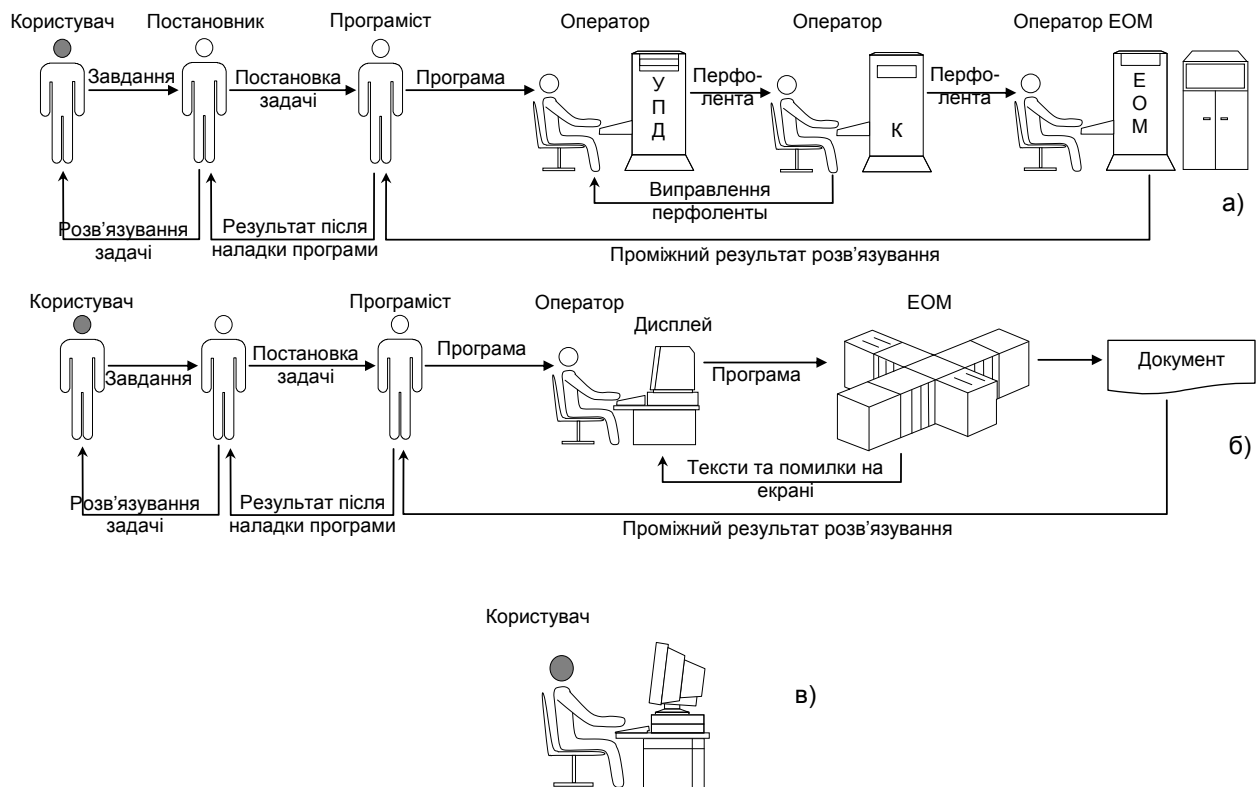 Користувач
Постановник
Програміст
Оператор
Оператор
Оператор ЕОМ
Завдання
Постановка
задачі
Програма
У
П
Д
Перфо-
лента
К
Перфо-
лента
Е
О
М
Виправлення
перфоленты
а)
Розв'язування
задачі
Результат після
наладки програми
Проміжний результат розв'язування
Користувач
Програміст
Оператор
ЕОМ
Дисплей
Завдання
Постановка
задачі
Програма
Програма
Документ
б)
Тексти та помилки на
екрані
Розв'язування
задачі
Результат після
наладки програми
Проміжний результат розв'язування
Користувач
в)